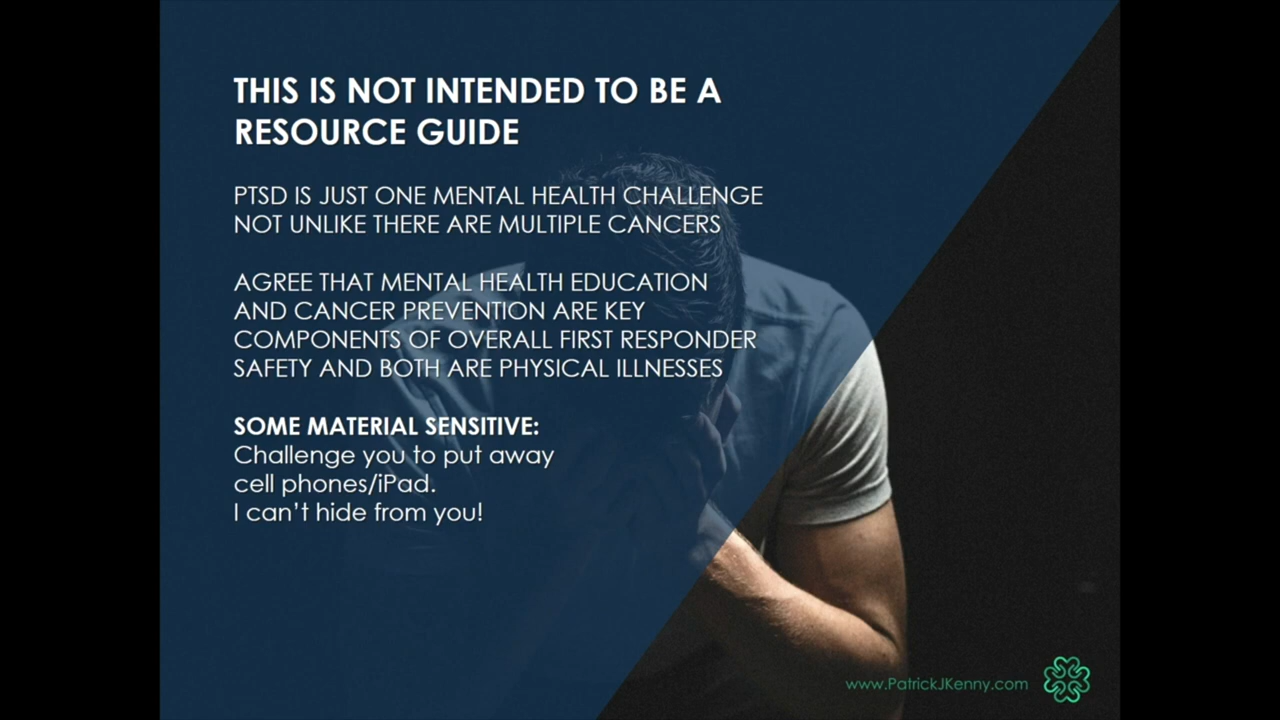 THIS IS NOT INTENDED TO BE A
RESOURCE GUIDE
PTSD IS JUST ONE MENTAL HEALTH CHALLENGE
NOT UNLIKE THERE ARE MULTIPLE CANCERS
AGREE THAT MENTAL HEALTH EDUCATION
AND CANCER PREVENTION ARE KEY
COMPONENTS OF OVERALL FIRST RESPONDER
SAFETY AND BOTH ARE PHYSICAL ILLNESSES
SOME MATERIAL SENSITIVE:
Challenge you to put away
cell phones/iPad.
I can’t hide from you!
www.PatrickJKenny.com